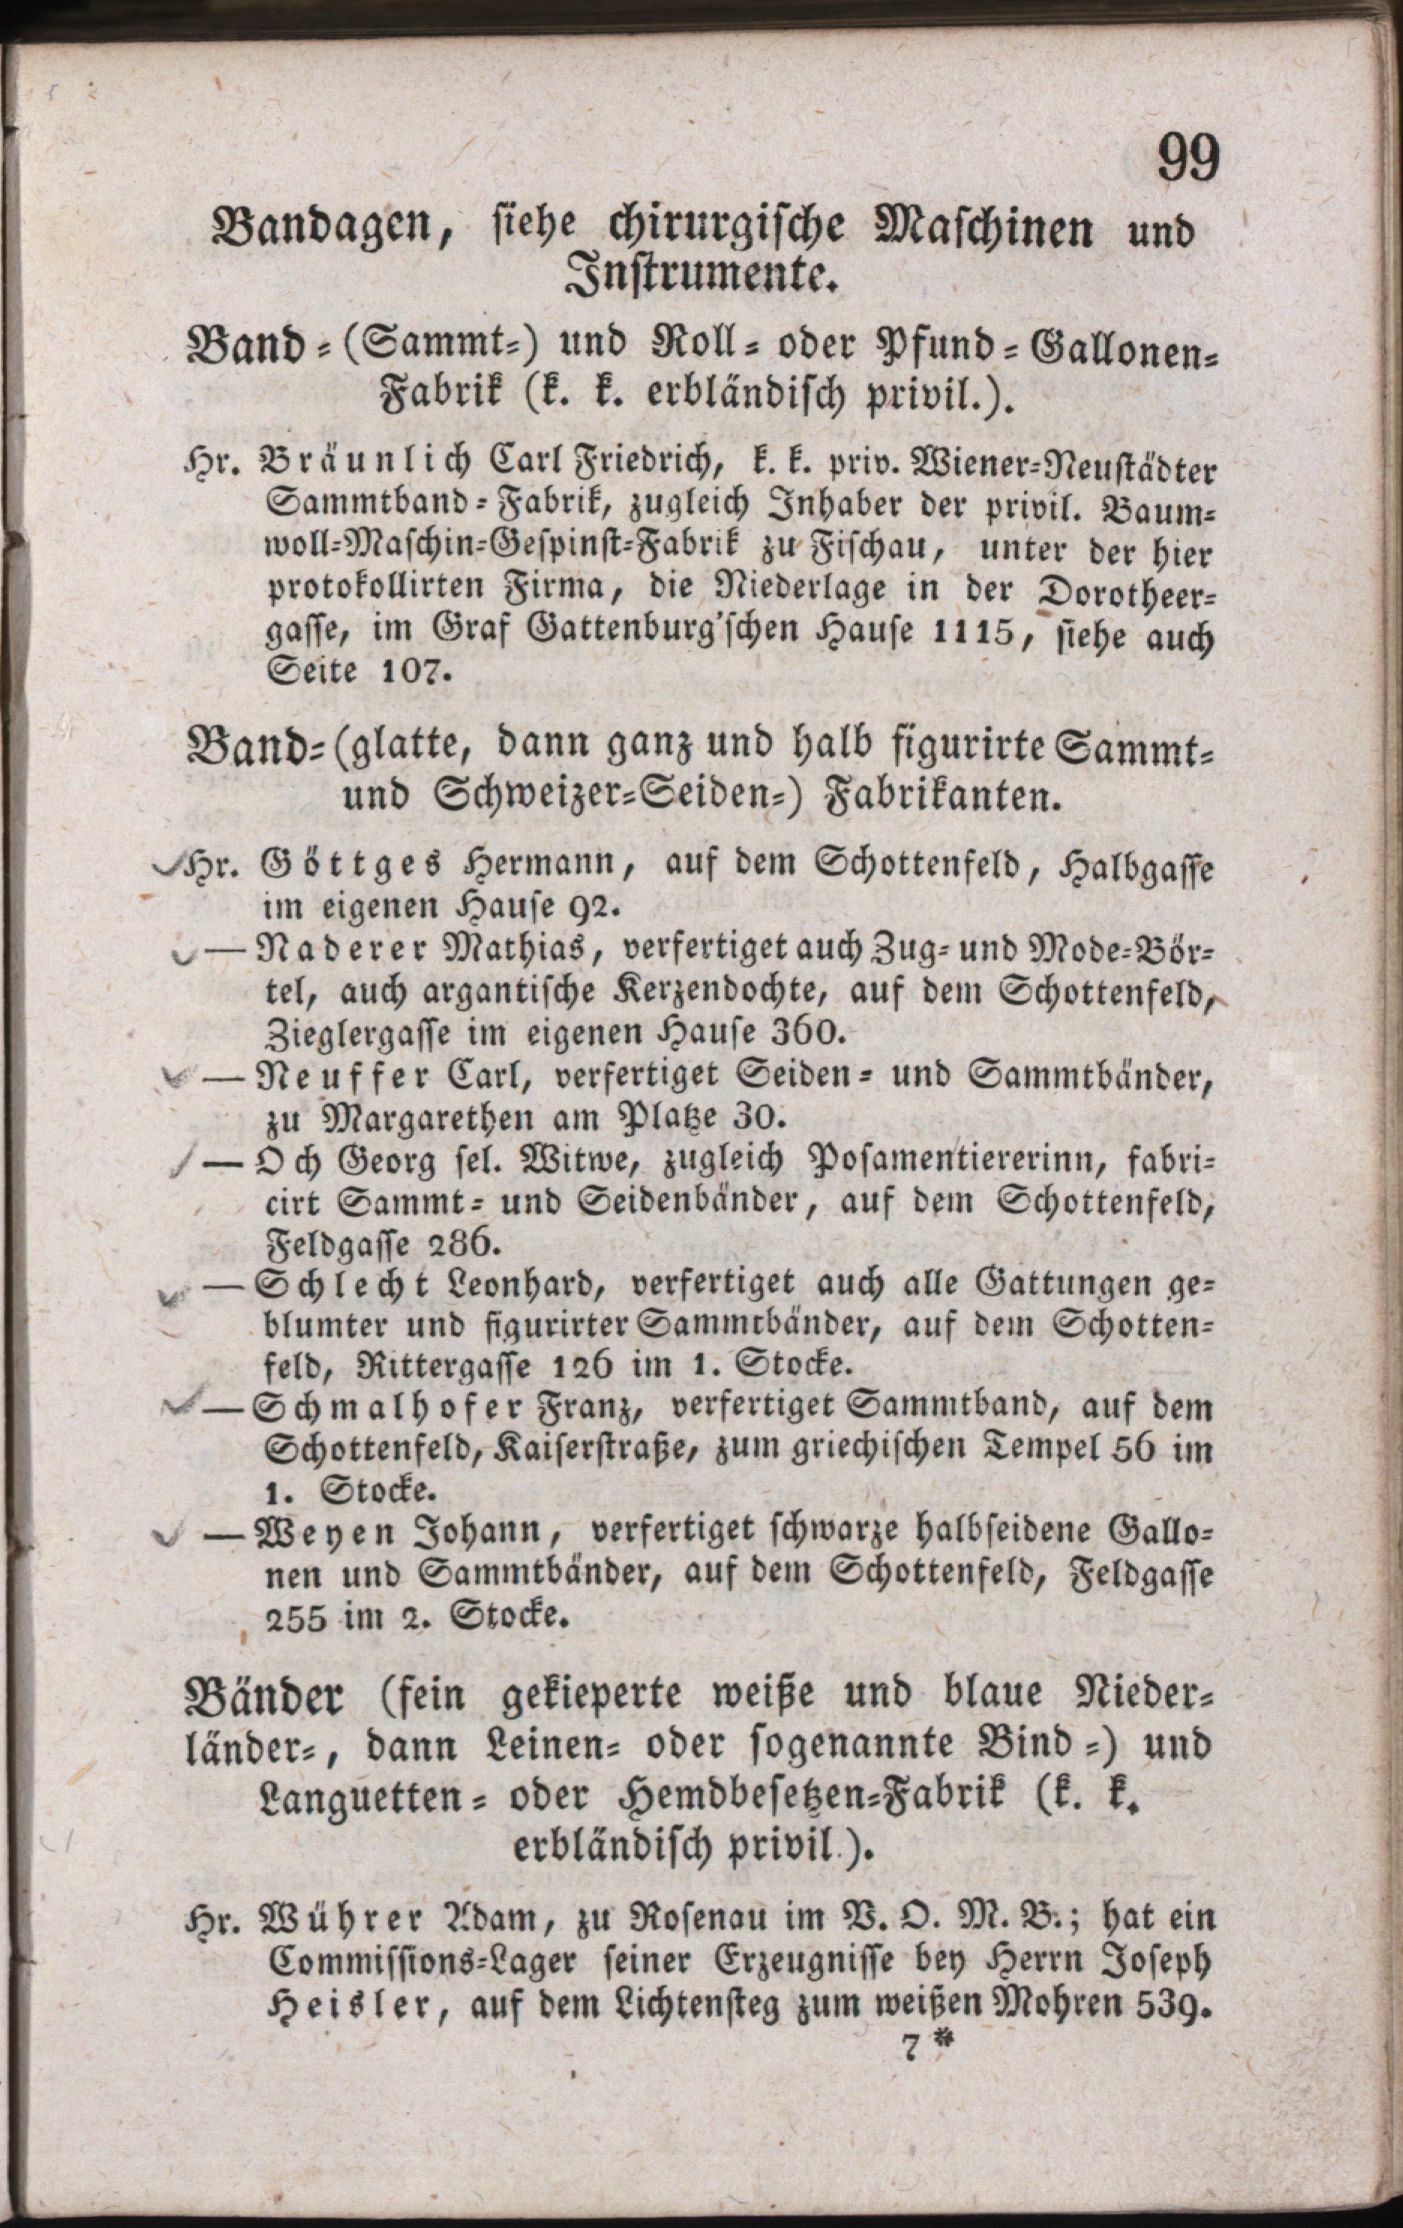 99
Bandagen, siehe chirurgische Maschinen und
Instrumente.
Band-(Sammt-) und Roll- oder Pfund-Gallonen-
Fabrik (k. k. erbländisch privil.).
Hr. Bräunlich Carl Friedrich, k. k. priv. Wiener-Neustädter
Sammtband-Fabrik, zugleich Inhaber der privil. Baum-
woll-Maschin-Gespinst-Fabrik zu Fischau, unter der hier
protokollirten Firma, die Niederlage in der Dorotheer-
gasse, im Graf Gattenburg'schen Hause 1115, siehe auch
Seite 107.
Band-(glatte, dann ganz und halb figurirte Sammt-
und Schweizer-Seiden-) Fabrikanten.
Hr. Göttges Hermann, auf dem Schottenfeld, Halbgasse
im eigenen Hause 92.
— Naderer Mathias, verfertiget auch Zug- und Mode-Bör-
tel, auch argantische Kerzendochte, auf dem Schottenfeld,
Zieglergasse im eigenen Hause 360.
— Neuffer Carl, verfertiget Seiden- und Sammtbänder,
zu Margarethen am Platze 30.
— Och Georg sel. Witwe, zugleich Posamentiererinn, fabri-
cirt Sammt- und Seidenbänder, auf dem Schottenfeld,
Feldgasse 286.
— Schlecht Leonhard, verfertiget auch alle Gattungen ge-
blumter und figurirter Sammtbänder, auf dem Schotten-
feld, Rittergasse 126 im 1. Stocke.
— Schmalhofer Franz, verfertiget Sammtband, auf dem
Schottenfeld, Kaiserstraße, zum griechischen Tempel 56 im
1. Stocke.
— Weyen Johann, verfertiget schwarze halbseidene Gallo-
nen und Sammtbänder, auf dem Schottenfeld, Feldgasse
255 im 2. Stocke.
Bänder (fein gekieperte weiße und blaue Nieder-
länder-, dann Leinen- oder sogenannte Bind-) und
Languetten- oder Hemdbesetzen-Fabrik (k. k.
erbländisch privil.).
Hr. Wührer Adam, zu Rosenau im V. O. M. B.; hat ein
Commissions-Lager seiner Erzeugnisse bey Herrn Joseph
Heisler, auf dem Lichtensteg zum weißen Mohren 539.
7 *